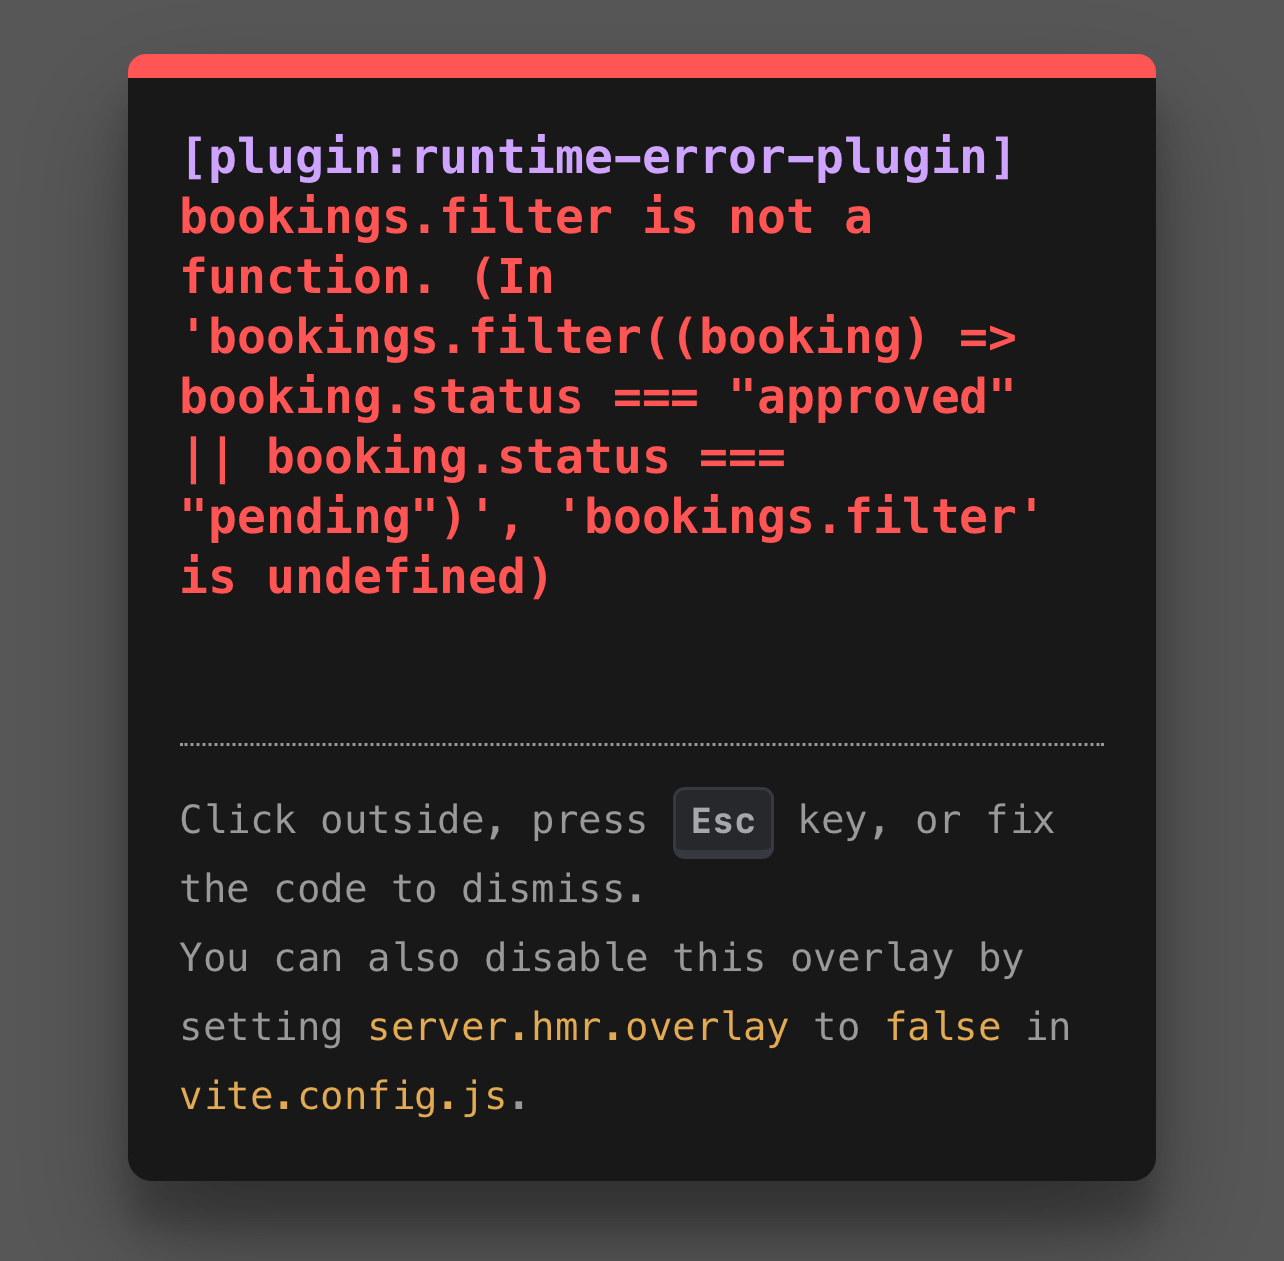 [plugin:runtime-error-plugin]
bookings.filter is not a
function. (In
'bookings.filter((booking) =>
booking.status === "approved"
|| booking.status ===
"pending")', 'bookings.filter'
is undefined)
Click outside, press Esc key, or fix
the code to dismiss.
You can also disable this overlay by
setting server.hmr.overlay to false in
vite.config.js.